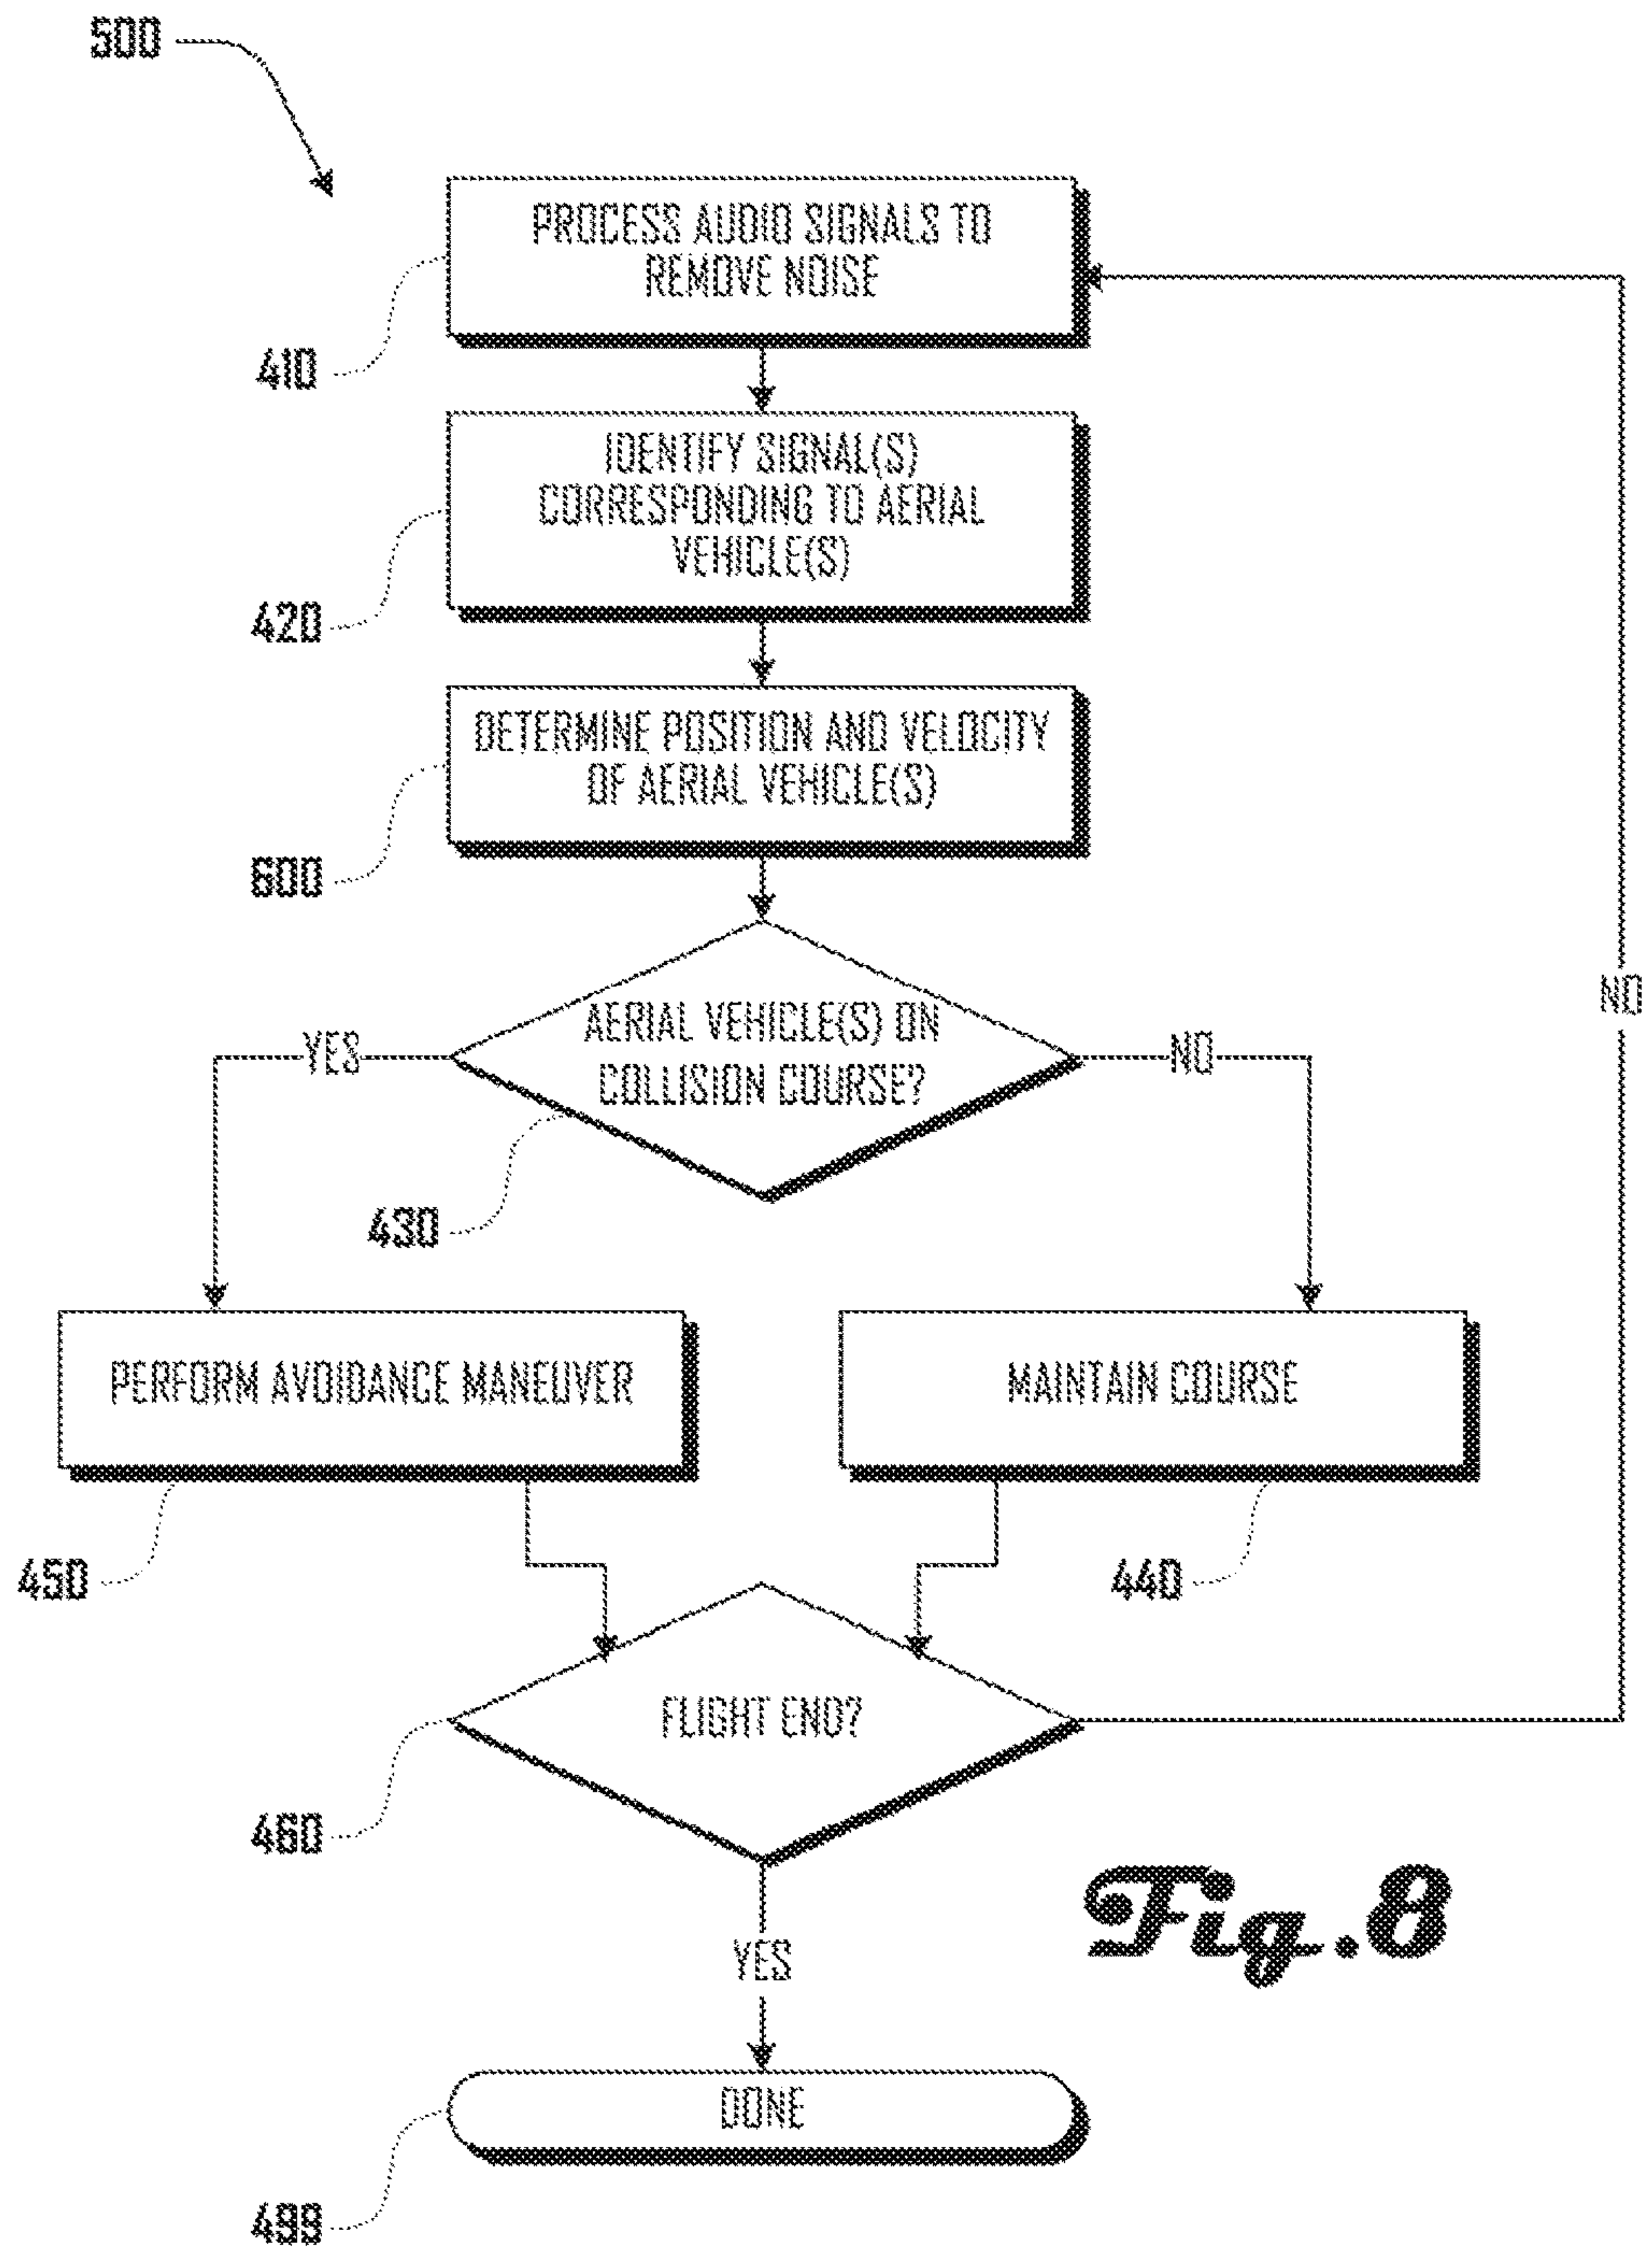 500
PROCESS AUDIO SIGNALS TO
REMOVE NOISE
410
IDENTIFY SIGNAL(S)
CORRESPONDING TO AERIAL
VEHICLE(S)
420
DETERMINE POSITION AND VELOCITY
OF AERIAL VEHICLE(S)
600
NO
AERIAL VEHICLE(S) ON
COLLISION COURSE?
YES
NO
430
PERFORM AVOIDANCE MANEUVER
MAINTAIN COURSE
450
440
FLIGHT END?
460
Fig.8
YES
DONE
499